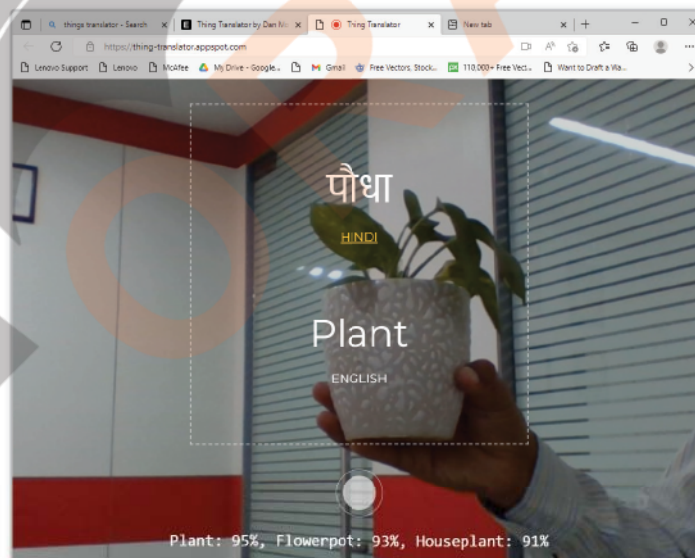 things translator - Search
Thing Translator by Dan Mo
Thing Translator
New tab
https://thing-translator.appspot.com
Lenovo Support
Lenovo
McAfee
My Drive - Google...
Gmail
Free Vectors, Stock...
110,000+ Free Vect...
Want to Draft a Wa...
पौधा
HINDI
Plant
ENGLISH
Plant: 95%, Flowerpot: 93%, Houseplant: 91%